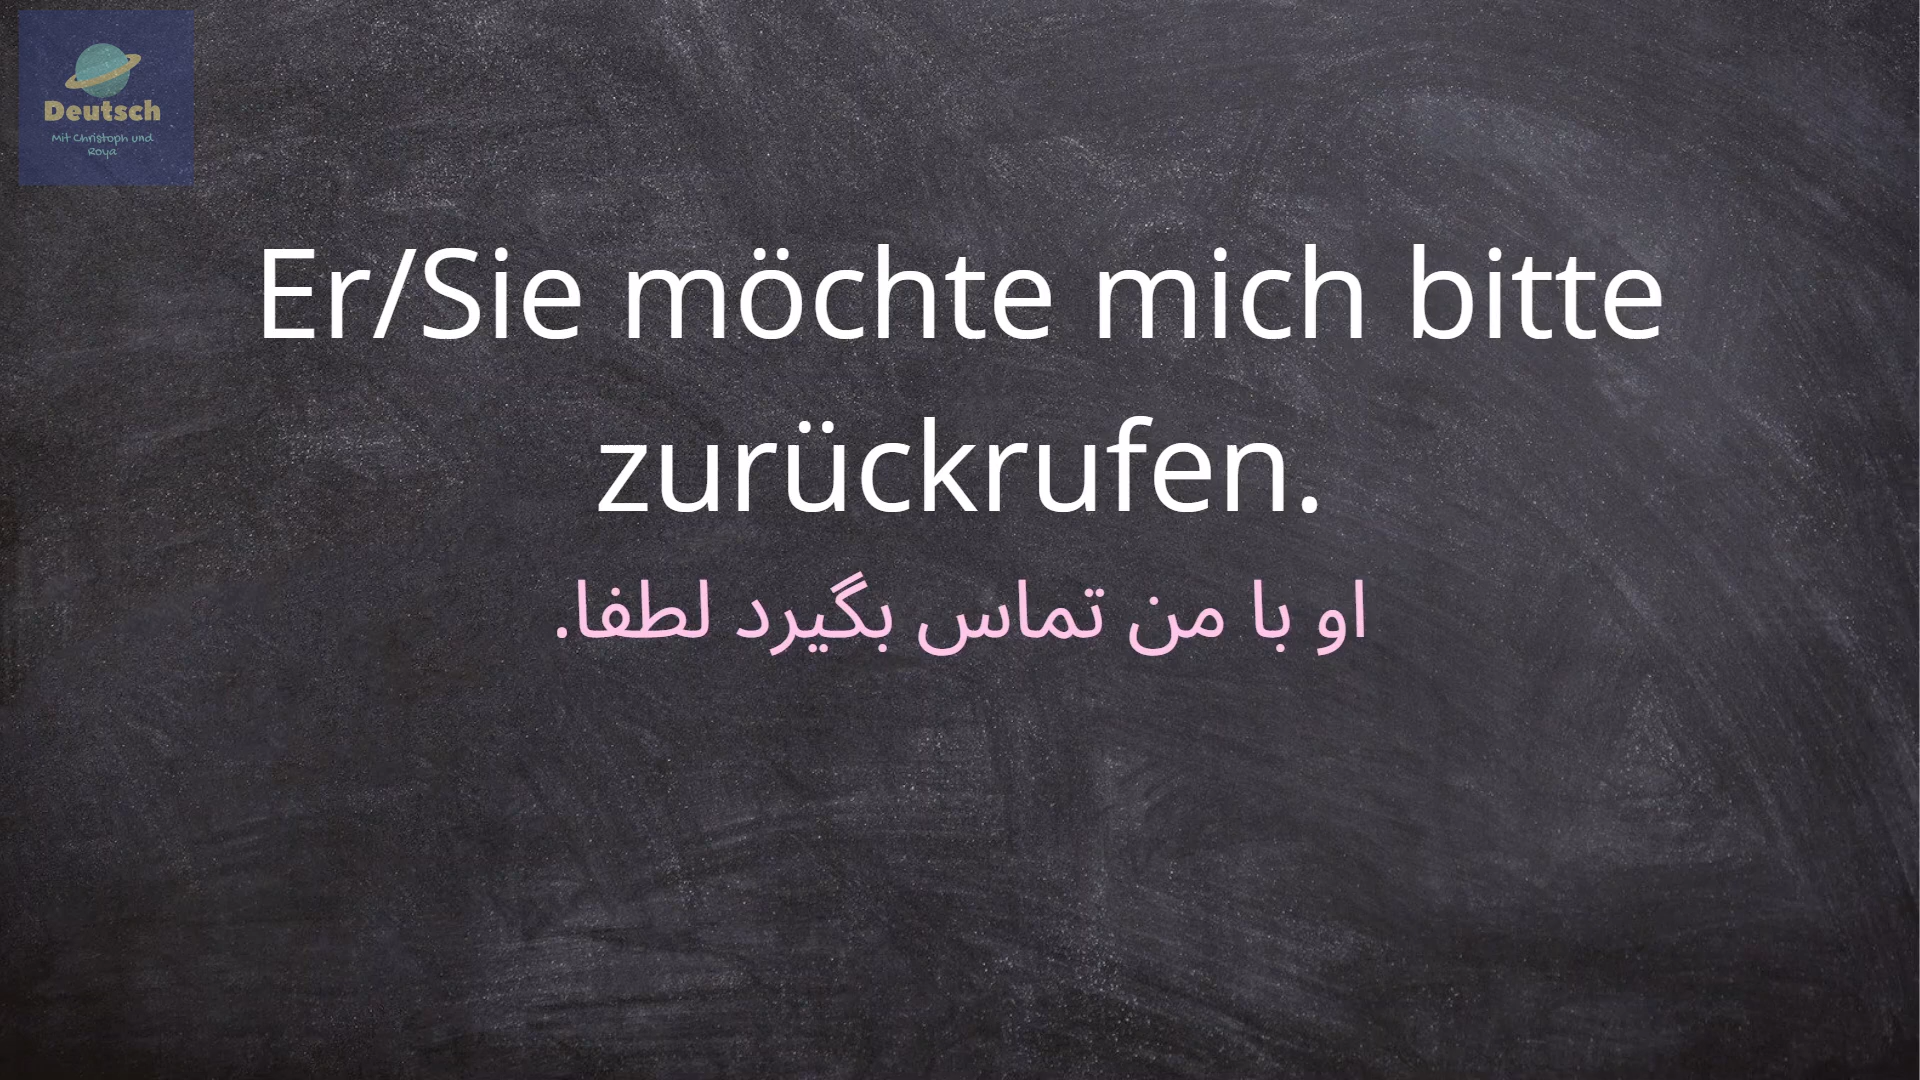 Deutsch
Mit Christoph und
Roya
Er/Sie möchte mich bitte
zurückrufen.
او با من تماس بگیرد لطفا.